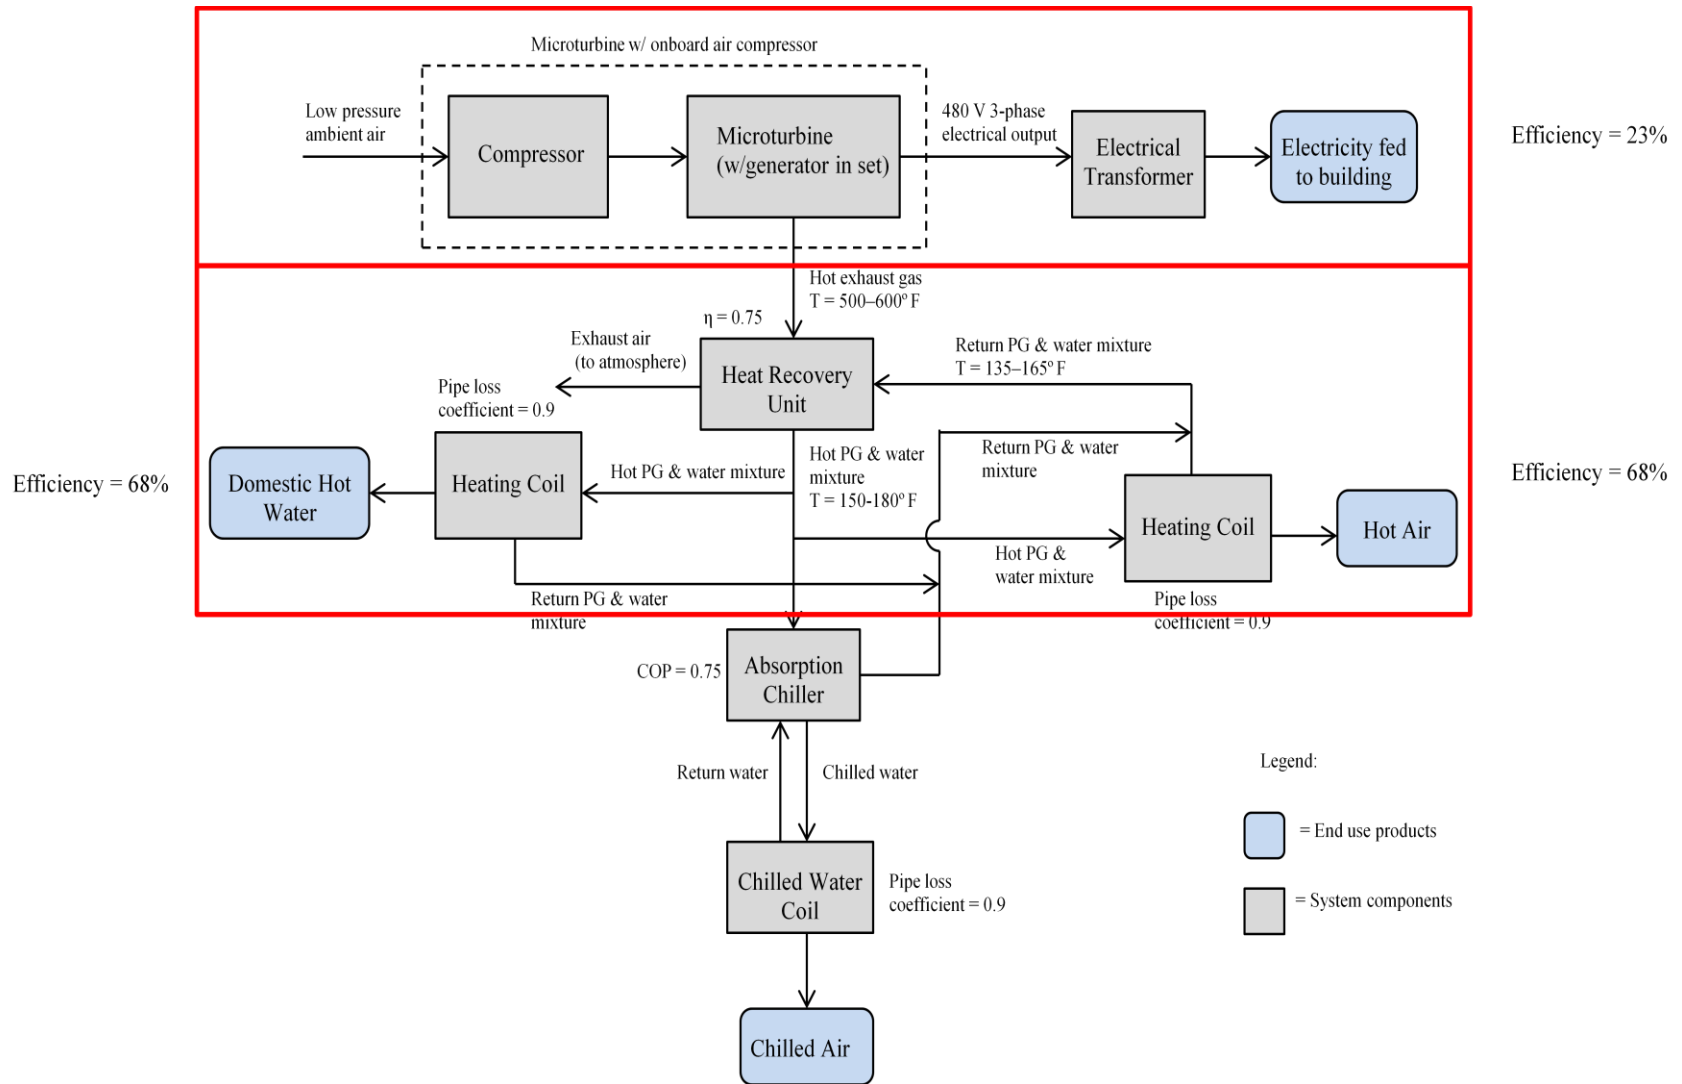 Microturbine w/ onboard air compressor
Low pressure
ambient air
Compressor
Microturbine
(w/generator in set)
480 V 3-phase
electrical output
Electrical
Transformer
Electricity fed
to building
Efficiency = 23%
Hot exhaust gas
T = 500–600º F
η = 0.75
Exhaust air
(to atmosphere)
Heat Recovery
Unit
Return PG & water mixture
T = 135–165º F
Pipe loss
coefficient = 0.9
Efficiency = 68%
Domestic Hot
Water
Heating Coil
Hot PG & water mixture
Hot PG & water
mixture
T = 150-180º F
Return PG & water
mixture
Heating Coil
Hot Air
Efficiency = 68%
Hot PG &
water mixture
Return PG & water
mixture
Pipe loss
coefficient = 0.9
COP = 0.75
Absorption
Chiller
Return water
Chilled water
Chilled Water
Coil
Pipe loss
coefficient = 0.9
Chilled Air
Legend:
= End use products
= System components